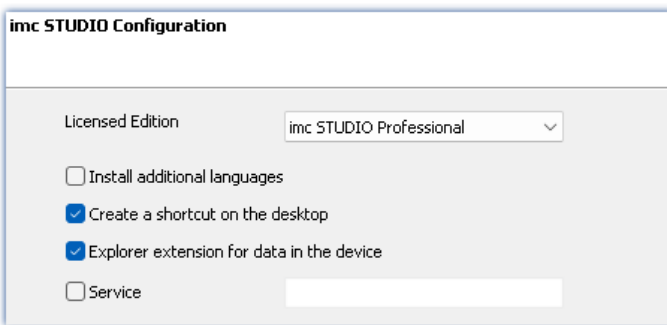 imc STUDIO Configuration
Licensed Edition imc STUDIO Professional
Install additional languages
Create a shortcut on the desktop
Explorer extension for data in the device
Service